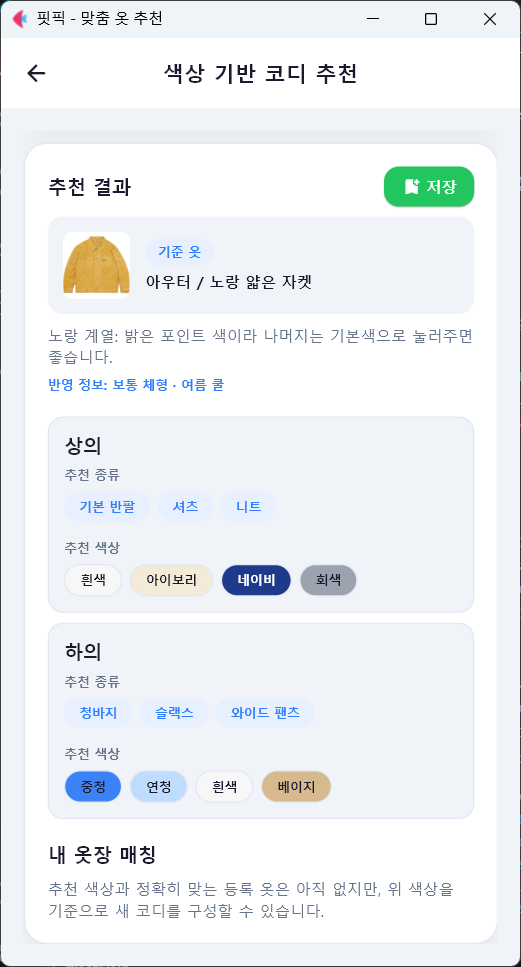 핏픽 - 맞춤 옷 추천
색상 기반 코디 추천
추천 결과
저장
기준 옷
아우터 / 노랑 얇은 자켓
노랑 계열: 밝은 포인트 색이라 나머지는 기본색으로 눌러주면
좋습니다.
반영 정보: 보통 체형 · 여름 쿨
상의
추천 종류
기본 반팔 셔츠 니트
추천 색상
흰색 아이보리 네이비 회색
하의
추천 종류
청바지 슬랙스 와이드 팬츠
추천 색상
중청 연청 흰색 베이지
내 옷장 매칭
추천 색상과 정확히 맞는 등록 옷은 아직 없지만, 위 색상을
기준으로 새 코디를 구성할 수 있습니다.